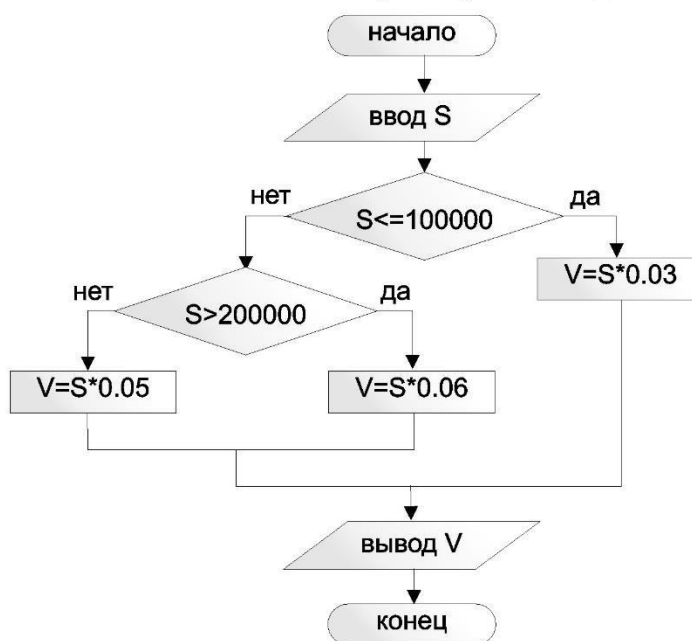 начало
ввод S
нет
да
S<=100000
V=S*0.03
нет
да
S>200000
V=S*0.05
V=S*0.06
вывод V
конец